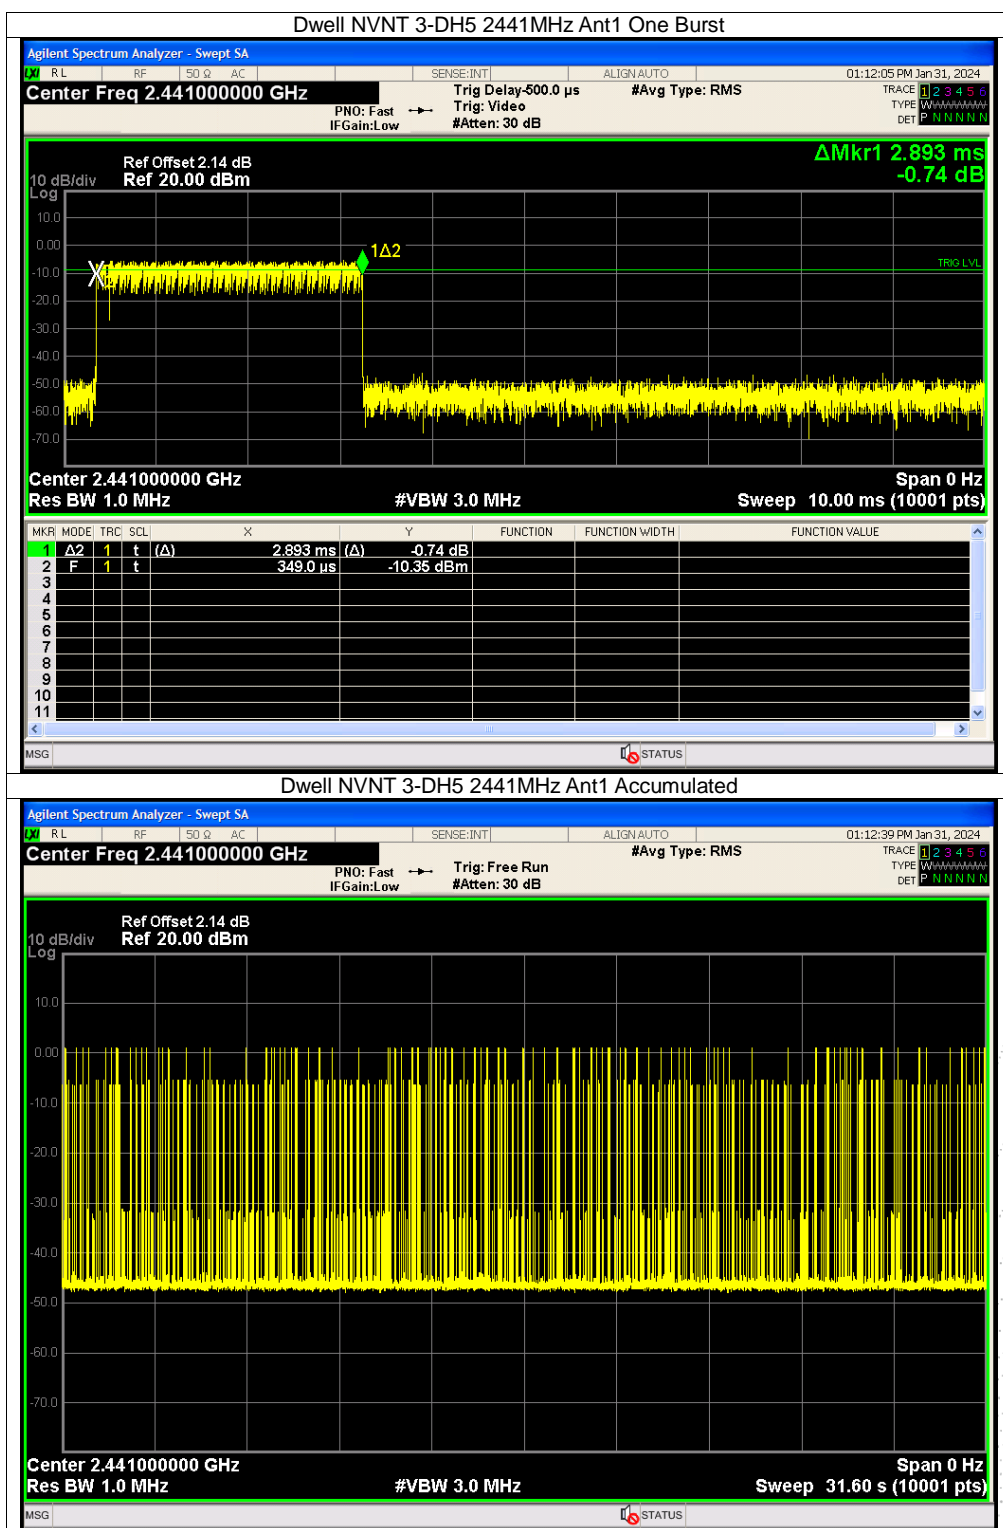 Dwell NVNT 3-DH5 2441MHz Ant1 One Burst
Agilent Spectrum Analyzer - Swept SA
LXI RL RF 50 Ω AC SENSE:INT ALIGN AUTO 01:12:05 PM Jan 31, 2024
Center Freq 2.441000000 GHz Trig Delay-500.0 µs #Avg Type: RMS TRACE 1 2 3 4 5 6
PNO: Fast Trig: Video TYPE WWWWWW
IFGain:Low #Atten: 30 dB DET P N N N N N
ΔMkr1 2.893 ms
-0.74 dB
Ref Offset 2.14 dB
10 dB/div Ref 20.00 dBm
Log
10.0
0.00
1Δ2
TRIG LVL
-10.0
-20.0
-30.0
-40.0
-50.0
-60.0
-70.0
Center 2.441000000 GHz Span 0 Hz
Res BW 1.0 MHz #VBW 3.0 MHz Sweep 10.00 ms (10001 pts)
MKR MODE TRC SCL X Y FUNCTION FUNCTION WIDTH FUNCTION VALUE
1 Δ2 1 t (Δ) 2.893 ms (Δ) -0.74 dB
2 F 1 t 349.0 µs -10.35 dBm
3
4
5
6
7
8
9
10
11
MSG STATUS
Dwell NVNT 3-DH5 2441MHz Ant1 Accumulated
Agilent Spectrum Analyzer - Swept SA
LXI RL RF 50 Ω AC SENSE:INT ALIGN AUTO 01:12:39 PM Jan 31, 2024
Center Freq 2.441000000 GHz #Avg Type: RMS TRACE 1 2 3 4 5 6
PNO: Fast Trig: Free Run TYPE WWWWWW
IFGain:Low #Atten: 30 dB DET P N N N N N
Ref Offset 2.14 dB
10 dB/div Ref 20.00 dBm
Log
10.0
0.00
-10.0
-20.0
-30.0
-40.0
-50.0
-60.0
-70.0
Center 2.441000000 GHz Span 0 Hz
Res BW 1.0 MHz #VBW 3.0 MHz Sweep 31.60 s (10001 pts)
MSG STATUS